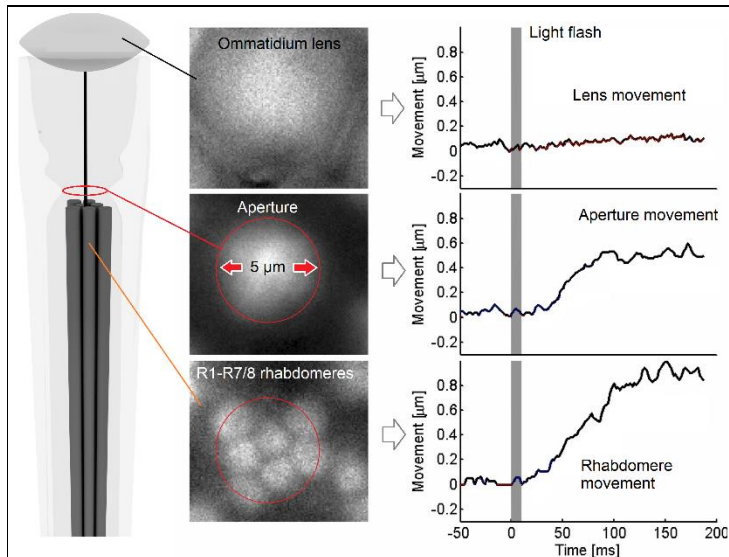 Ommatidium lens
Aperture
5 µm
R1-R7/8 rhabdomeres
Light flash
Lens movement
Movement [µm]
0.8
0.6
0.4
0.2
0
-0.2
Aperture movement
Movement [µm]
0.8
0.6
0.4
0.2
0
-0.2
Rhabdomere
movement
Movement [µm]
0.8
0.6
0.4
0.2
0
-0.2
-50 0 50 100 150 200
Time [ms]